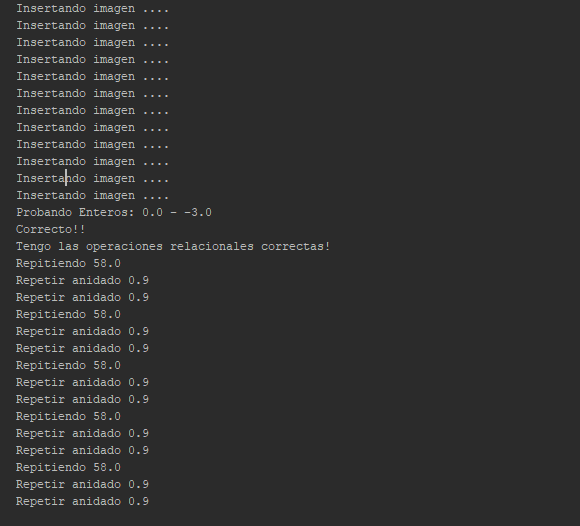 Insertando imagen ....
Insertando imagen ....
Insertando imagen ....
Insertando imagen ....
Insertando imagen ....
Insertando imagen ....
Insertando imagen ....
Insertando imagen ....
Insertando imagen ....
Insertando imagen ....
Insertando imagen ....
Insertando imagen ....
Probando Enteros: 0.0 - -3.0
Correcto!!
Tengo las operaciones relacionales correctas!
Repitiendo 58.0
Repetir anidado 0.9
Repetir anidado 0.9
Repitiendo 58.0
Repetir anidado 0.9
Repetir anidado 0.9
Repitiendo 58.0
Repetir anidado 0.9
Repetir anidado 0.9
Repitiendo 58.0
Repetir anidado 0.9
Repetir anidado 0.9
Repitiendo 58.0
Repetir anidado 0.9
Repetir anidado 0.9